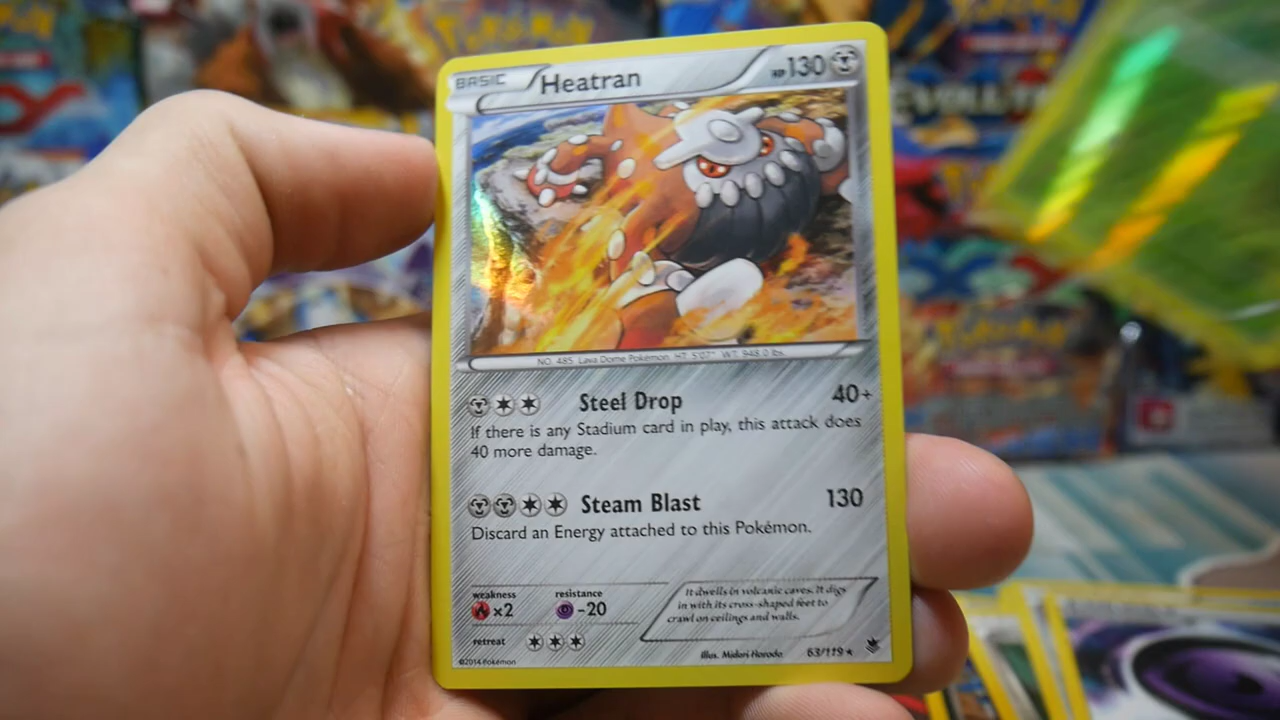 BASIC Heatran HP130
NO. 485 Lava Dome Pokémon HT: 5'07" WT: 948.0 lbs.
Steel Drop 40+
If there is any Stadium card in play, this attack does
40 more damage.
Steam Blast 130
Discard an Energy attached to this Pokémon.
weakness resistance
×2 -20
retreat
It dwells in volcanic caves. It digs
in with its cross-shaped feet to
crawl on ceilings and walls.
©2014 Pokémon
Illus. Midori Harada 63/119
Pokémon